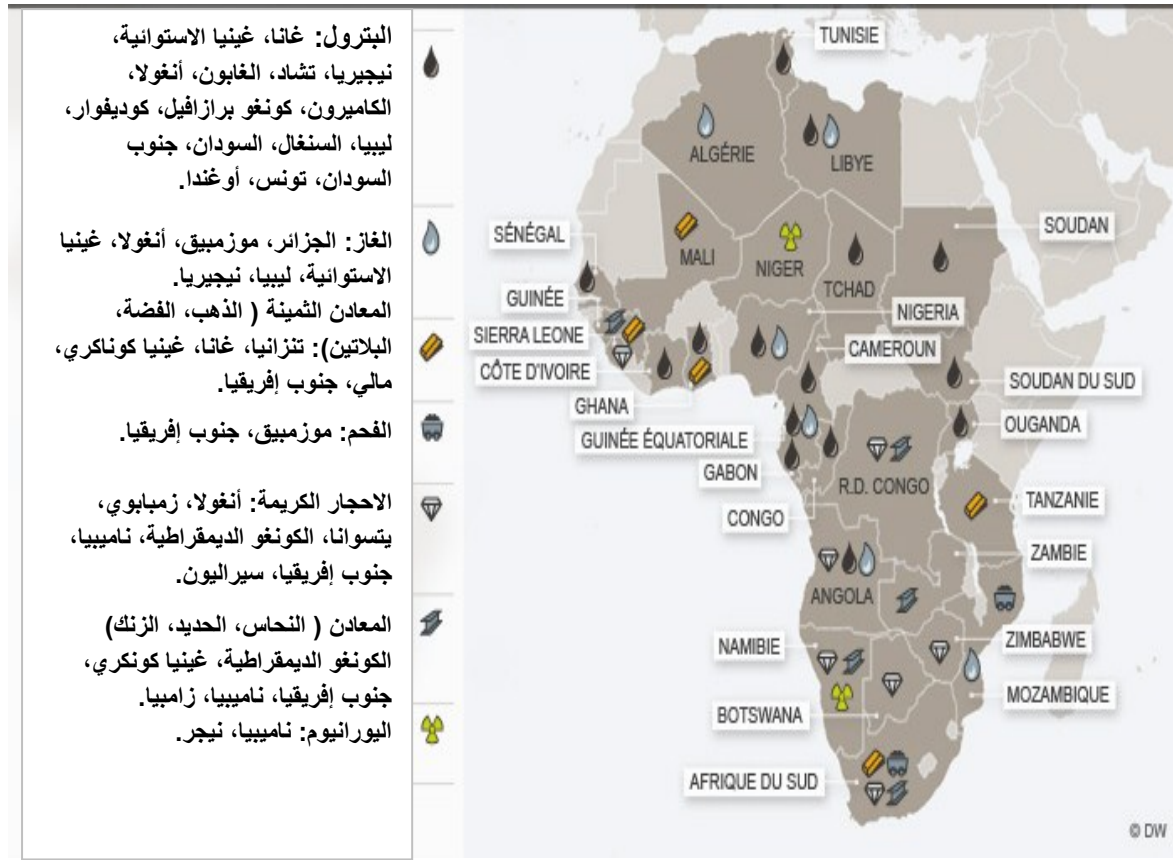 البترول: غانا، غينيا الاستوائية،
نيجيريا، تشاد، الغابون، أنغولا،
الكاميرون، كونغو برازافيل، كوديفوار،
ليبيا، السنغال، السودان، جنوب
السودان، تونس، أوغندا.
الغاز: الجزائر، موزمبيق، أنغولا، غينيا
الاستوائية، ليبيا، نيجيريا.
المعادن الثمينة ( الذهب، الفضة،
البلاتين): تنزانيا، غانا، غينيا كوناكري،
مالي، جنوب إفريقيا.
الفحم: موزمبيق، جنوب إفريقيا.
الاحجار الكريمة: أنغولا، زمبابوي،
يتسوانا، الكونغو الديمقراطية، ناميبيا،
جنوب إفريقيا، سيراليون.
المعادن ( النحاس، الحديد، الزنك)
الكونغو الديمقراطية، غينيا كونكري،
جنوب إفريقيا، ناميبيا، زامبيا.
اليورانيوم: ناميبيا، نيجر.
TUNISIE
ALGÉRIE
LIBYE
SOUDAN
SÉNÉGAL
MALI
NIGER
TCHAD
GUINÉE
NIGERIA
SIERRA LEONE
CAMEROUN
CÔTE D'IVOIRE
SOUDAN DU SUD
GHANA
OUGANDA
GUINÉE ÉQUATORIALE
GABON
R.D. CONGO
TANZANIE
CONGO
ZAMBIE
ANGOLA
ZIMBABWE
NAMIBIE
MOZAMBIQUE
BOTSWANA
AFRIQUE DU SUD
© DW